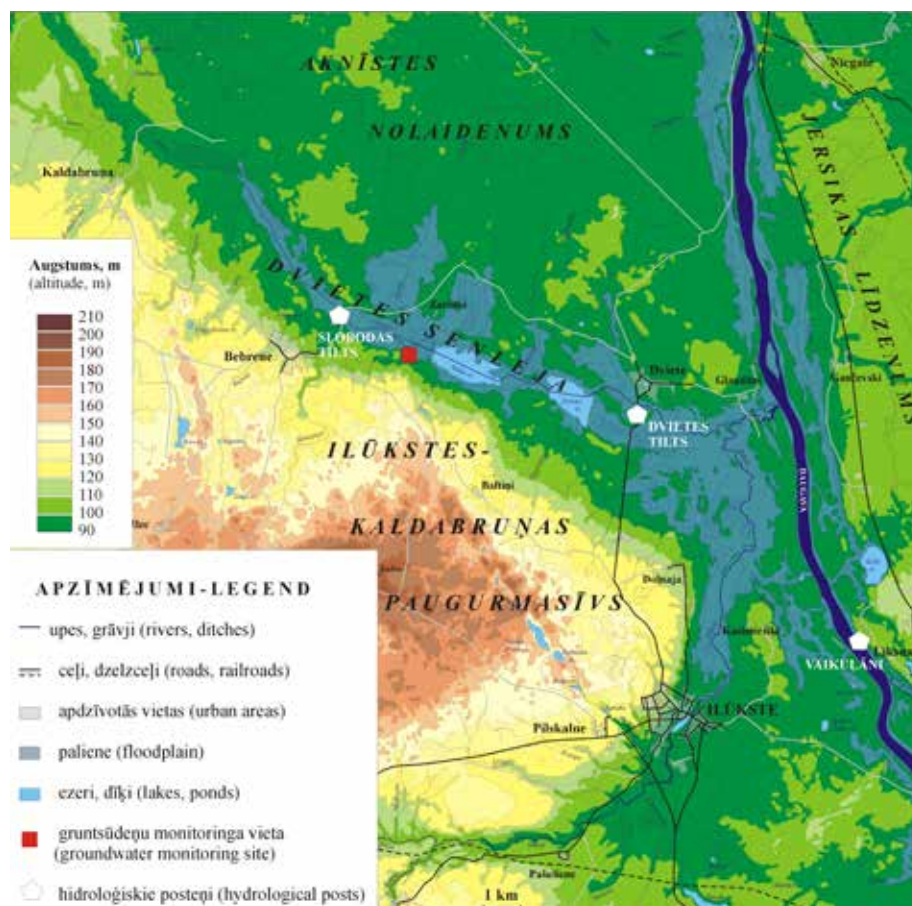 AKNĪSTES
NOLAIDENUMS
Nīcgale
JERSIKAS
LĪDZENUMS
Kaldabruņa
DVIETES SENLEJA
SLOBODAS
TILTS
Bebrene
Dviete
DVIETES
TILTS
ILŪKSTES-
KALDABRUŅAS
PAUGURMASĪVS
Baltiņi
DAUGAVA
VAIKUĻĀNI
ILŪKSTE
Pilskalne
1 km
Augstums, m
(altitude, m)
210
200
190
180
170
160
150
140
130
120
110
100
90
APZĪMĒJUMI-LEGEND
upes, grāvji (rivers, ditches)
ceļi, dzelzceļi (roads, railroads)
apdzīvotās vietas (urban areas)
paliene (floodplain)
ezeri, dīķi (lakes, ponds)
gruntsūdeņu monitoringa vieta
(groundwater monitoring site)
hidroloģiskie posteņi (hydrological posts)